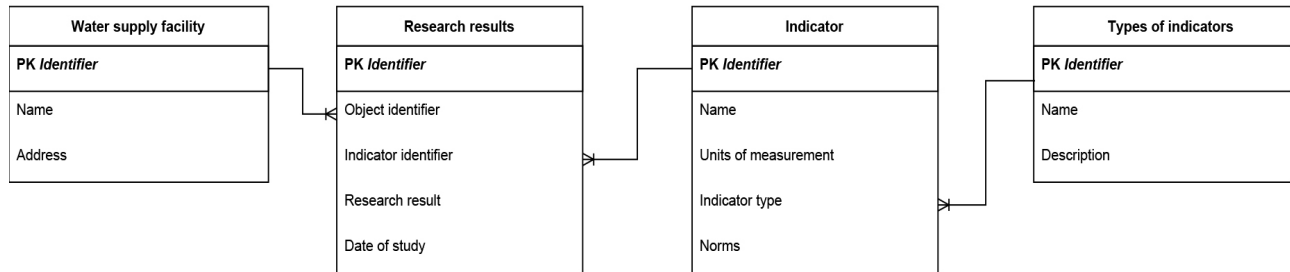 Water supply facility
PK Identifier
Name
Address
Research results
PK Identifier
Object identifier
Indicator identifier
Research result
Date of study
Indicator
PK Identifier
Name
Units of measurement
Indicator type
Norms
Types of indicators
PK Identifier
Name
Description